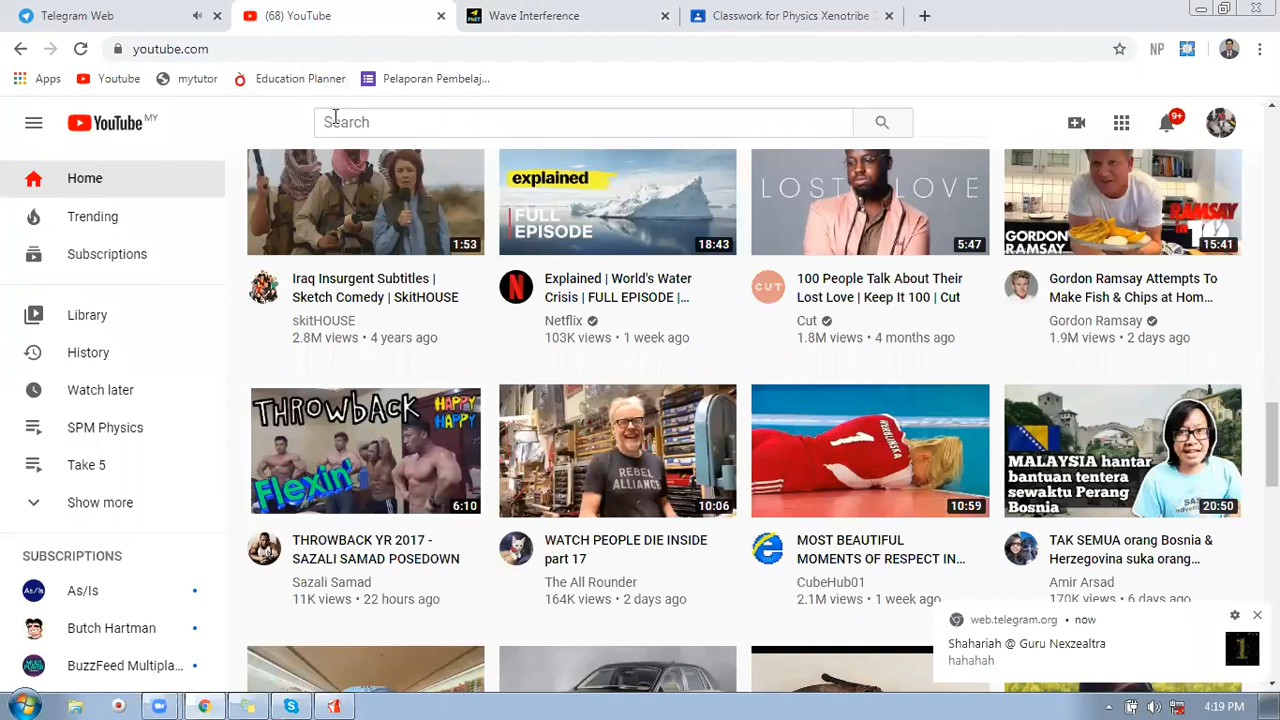 Telegram Web
(68) YouTube
Wave Interference
Classwork for Physics Xenotribe
youtube.com
NP
Apps
Youtube
mytutor
Education Planner
Pelaporan Pembelaj...
YouTube MY
Search
9+
Home
Trending
Subscriptions
Library
History
Watch later
SPM Physics
Take 5
Show more
SUBSCRIPTIONS
As/Is
Butch Hartman
BuzzFeed Multipla...
1:53
Iraq Insurgent Subtitles |
Sketch Comedy | SkitHOUSE
skitHOUSE
2.8M views • 4 years ago
explained
FULL
EPISODE
18:43
Explained | World's Water
Crisis | FULL EPISODE |...
Netflix
103K views • 1 week ago
LOST LOVE
5:47
CUT
100 People Talk About Their
Lost Love | Keep It 100 | Cut
Cut
1.8M views • 4 months ago
GORDON
RAMSAY
RAMSAY
15:41
Gordon Ramsay Attempts To
Make Fish & Chips at Hom...
Gordon Ramsay
1.9M views • 2 days ago
THROWBACK
HAPPY
HAPPY
Flexin'
6:10
THROWBACK YR 2017 -
SAZALI SAMAD POSEDOWN
Sazali Samad
11K views • 22 hours ago
REBEL
ALLIANCE
10:06
WATCH PEOPLE DIE INSIDE
part 17
The All Rounder
164K views • 2 days ago
1
10:59
MOST BEAUTIFUL
MOMENTS OF RESPECT IN...
CubeHub01
2.1M views • 1 week ago
MALAYSIA hantar
bantuan tentera
sewaktu Perang
Bosnia
20:50
TAK SEMUA orang Bosnia &
Herzegovina suka orang...
Amir Arsad
170K views • 6 days ago
web.telegram.org • now
Shahariah @ Guru Nexzealtra
hahahah
4:19 PM